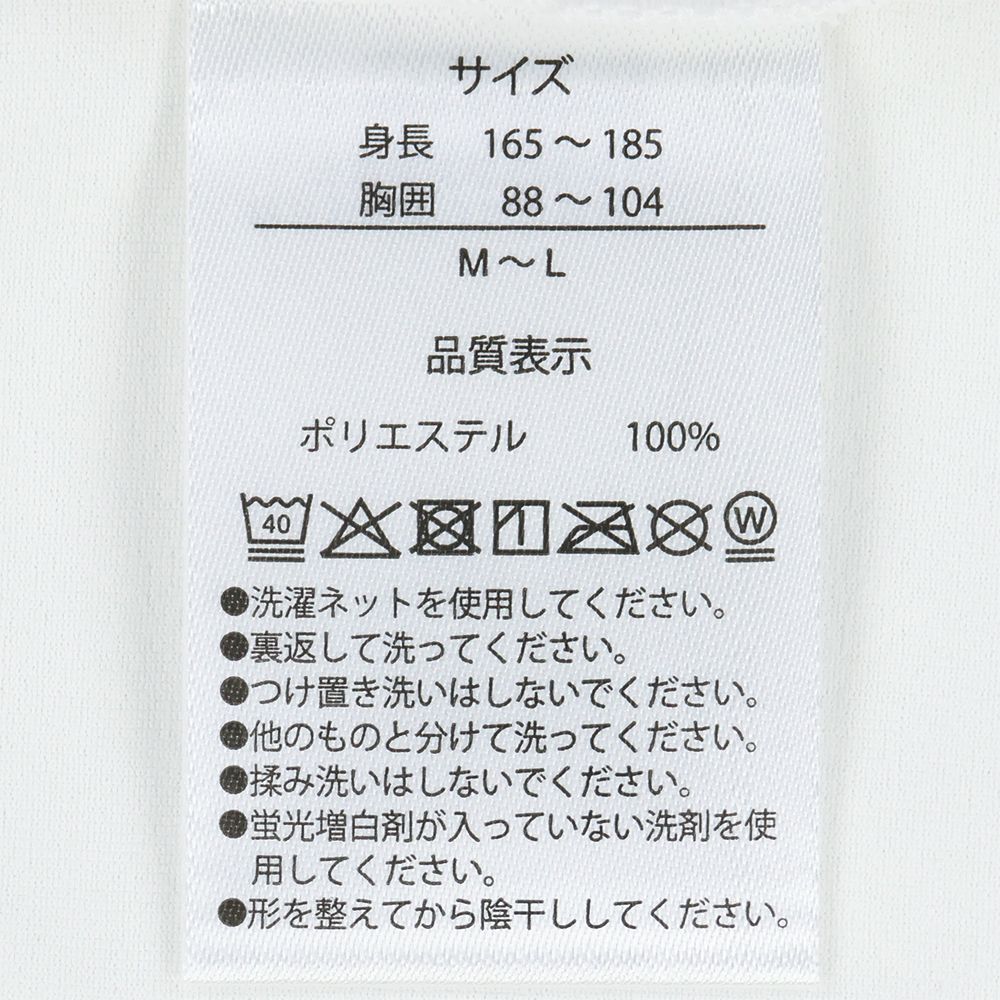 サイズ
身長 165～185
胸囲 88～104
M～L
品質表示
ポリエステル 100%
40 W
●洗濯ネットを使用してください。
●裏返して洗ってください。
●つけ置き洗いはしないでください。
●他のものと分けて洗ってください。
●揉み洗いはしないでください。
●蛍光増白剤が入っていない洗剤を使
用してください。
●形を整えてから陰干ししてください。